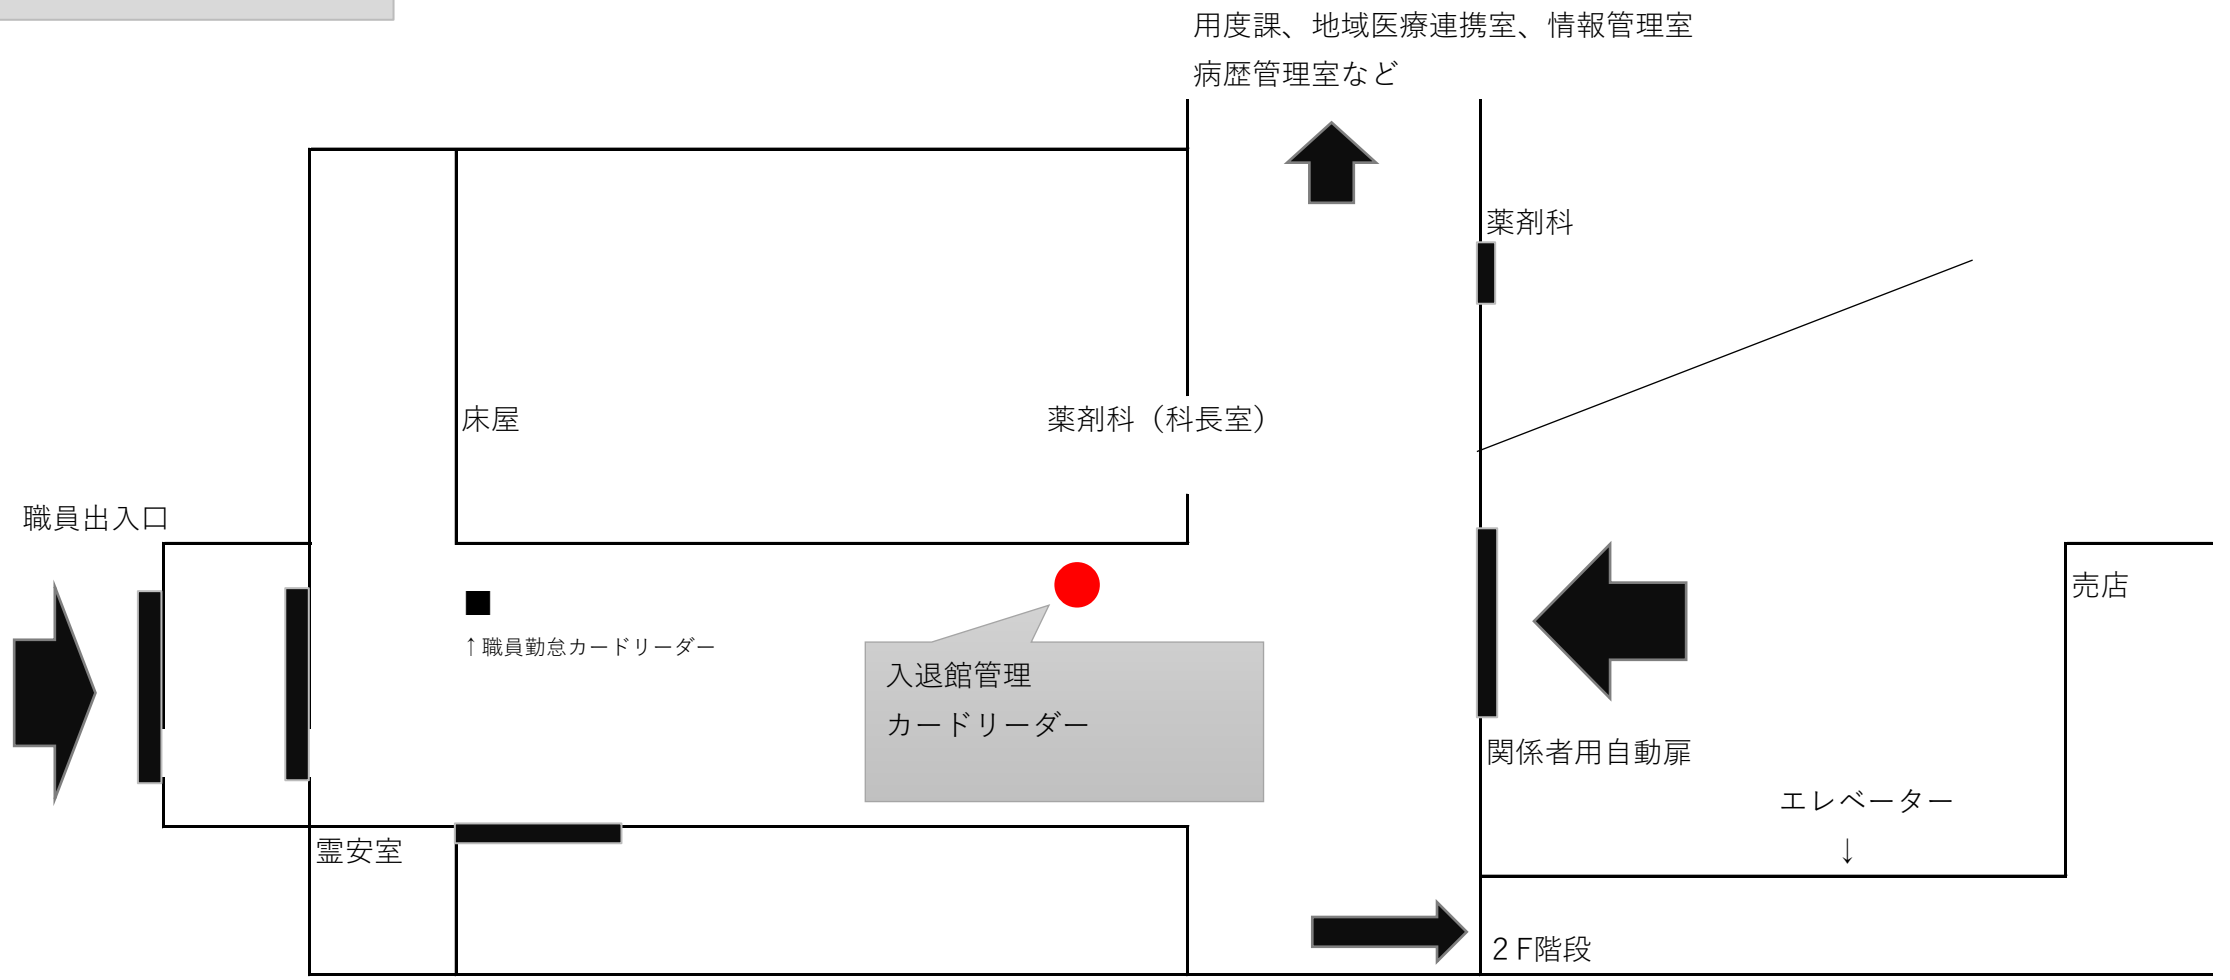 用度課、地域医療連携室、情報管理室
病歴管理室など
薬剤科
床屋
薬剤科（科長室）
職員出入口
売店
↑職員勤怠カードリーダー
入退館管理
カードリーダー
関係者用自動扉
エレベーター
↓
霊安室
２F階段